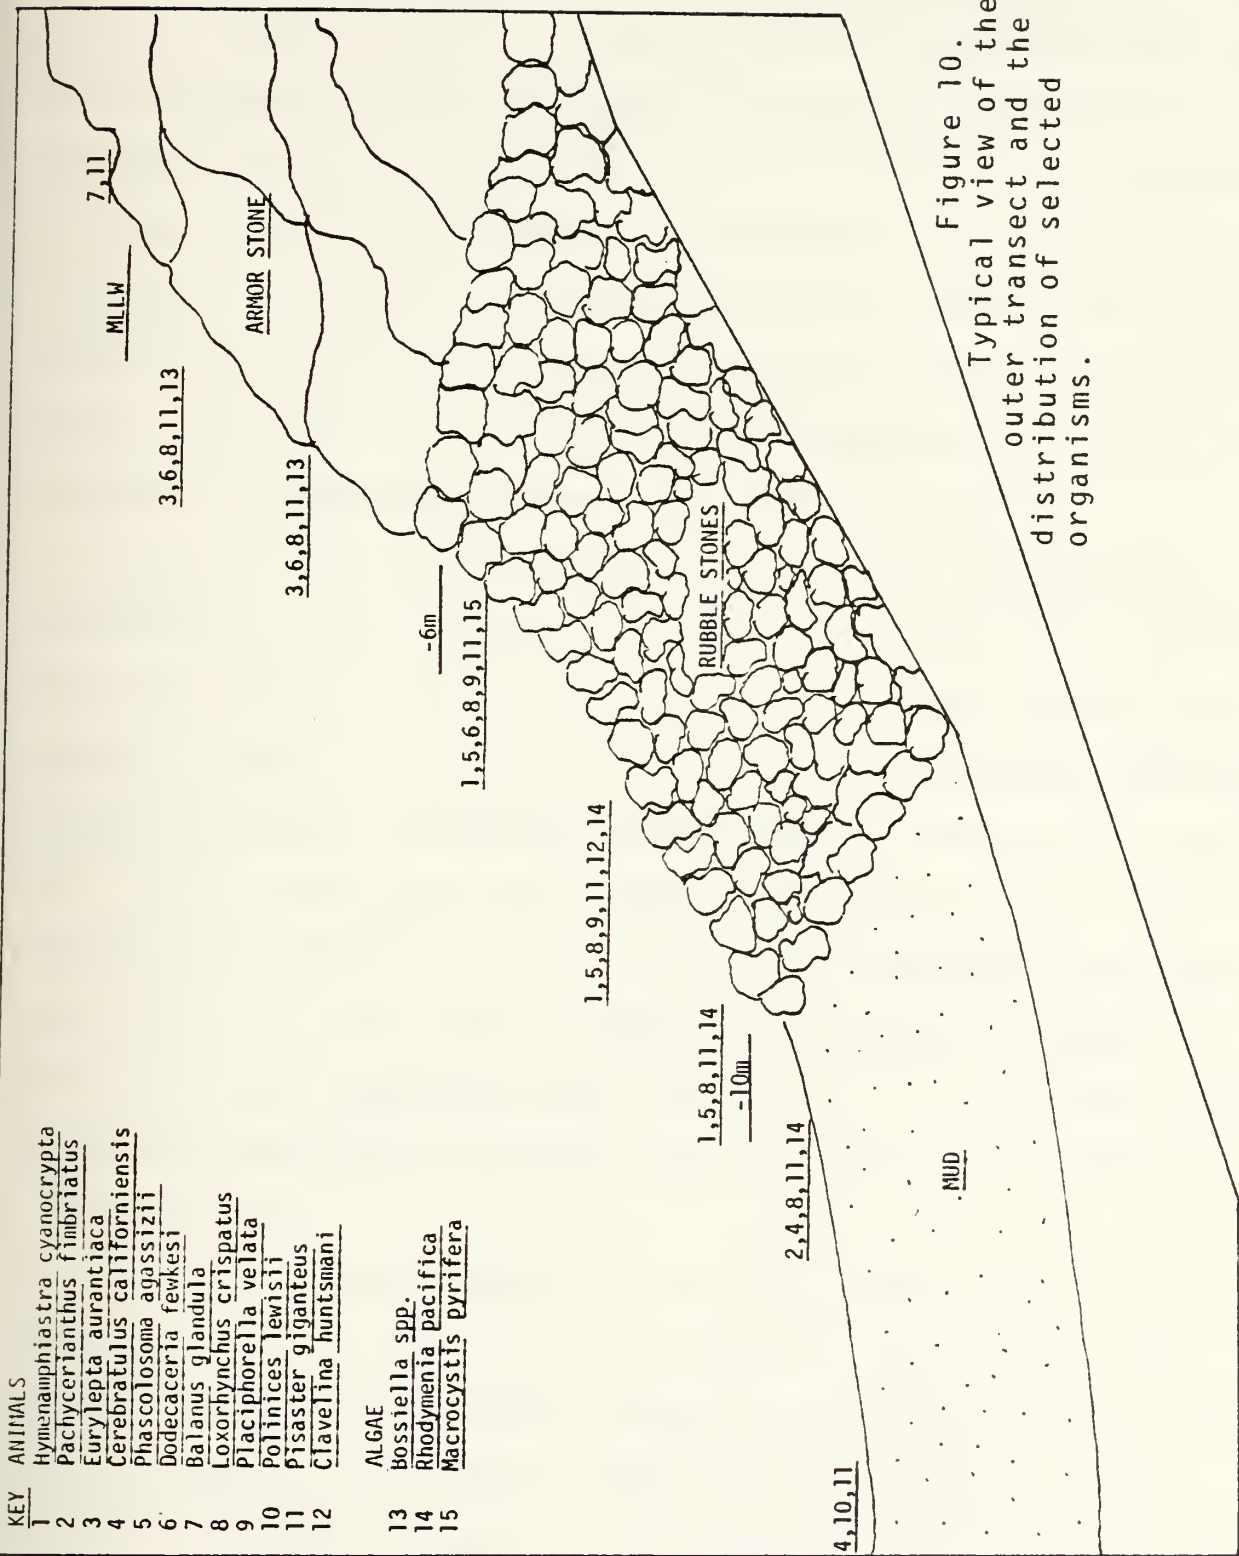 KEY ANIMALS
1 Hymenamphiastra cyanocrypta
2 Pachycerianthus fimbriatus
3 Eurylepta aurantiaca
4 Cerebratulus californiensis
5 Phascolosoma agassizii
6 Dodecaceria fewkesi
7 Balanus glandula
8 Loxorhynchus crispatus
9 Placiphorella velata
10 Polinices lewisii
11 Pisaster giganteus
12 Clavelina huntsmani
ALGAE
13 Bossiella spp.
14 Rhodymenia pacifica
15 Macrocystis pyrifera
7,11
MLLW
3,6,8,11,13
ARMOR STONE
3,6,8,11,13
-6m
1,5,6,8,9,11,15
1,5,8,9,11,12,14
RUBBLE STONES
1,5,8,11,14
-10m
2,4,8,11,14
4,10,11
MUD
Figure 10.
Typical view of the
outer transect and the
distribution of selected
organisms.